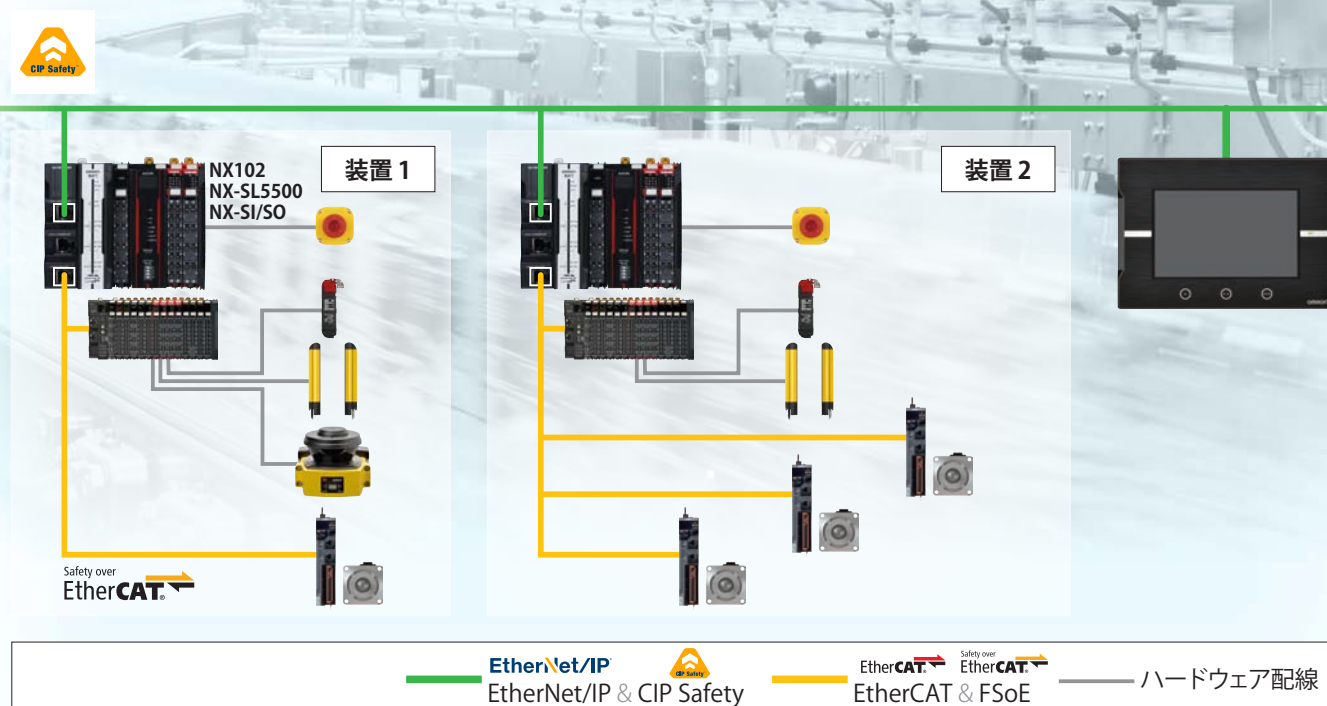 CIP Safety
装置 1
NX102
NX-SL5500
NX-SI/SO
装置 2
OMRON
Safety over
EtherCAT®
EtherNet/IP
CIP Safety
EtherNet/IP & CIP Safety
EtherCAT
Safety over
EtherCAT
EtherCAT & FSoE
ハードウェア配線